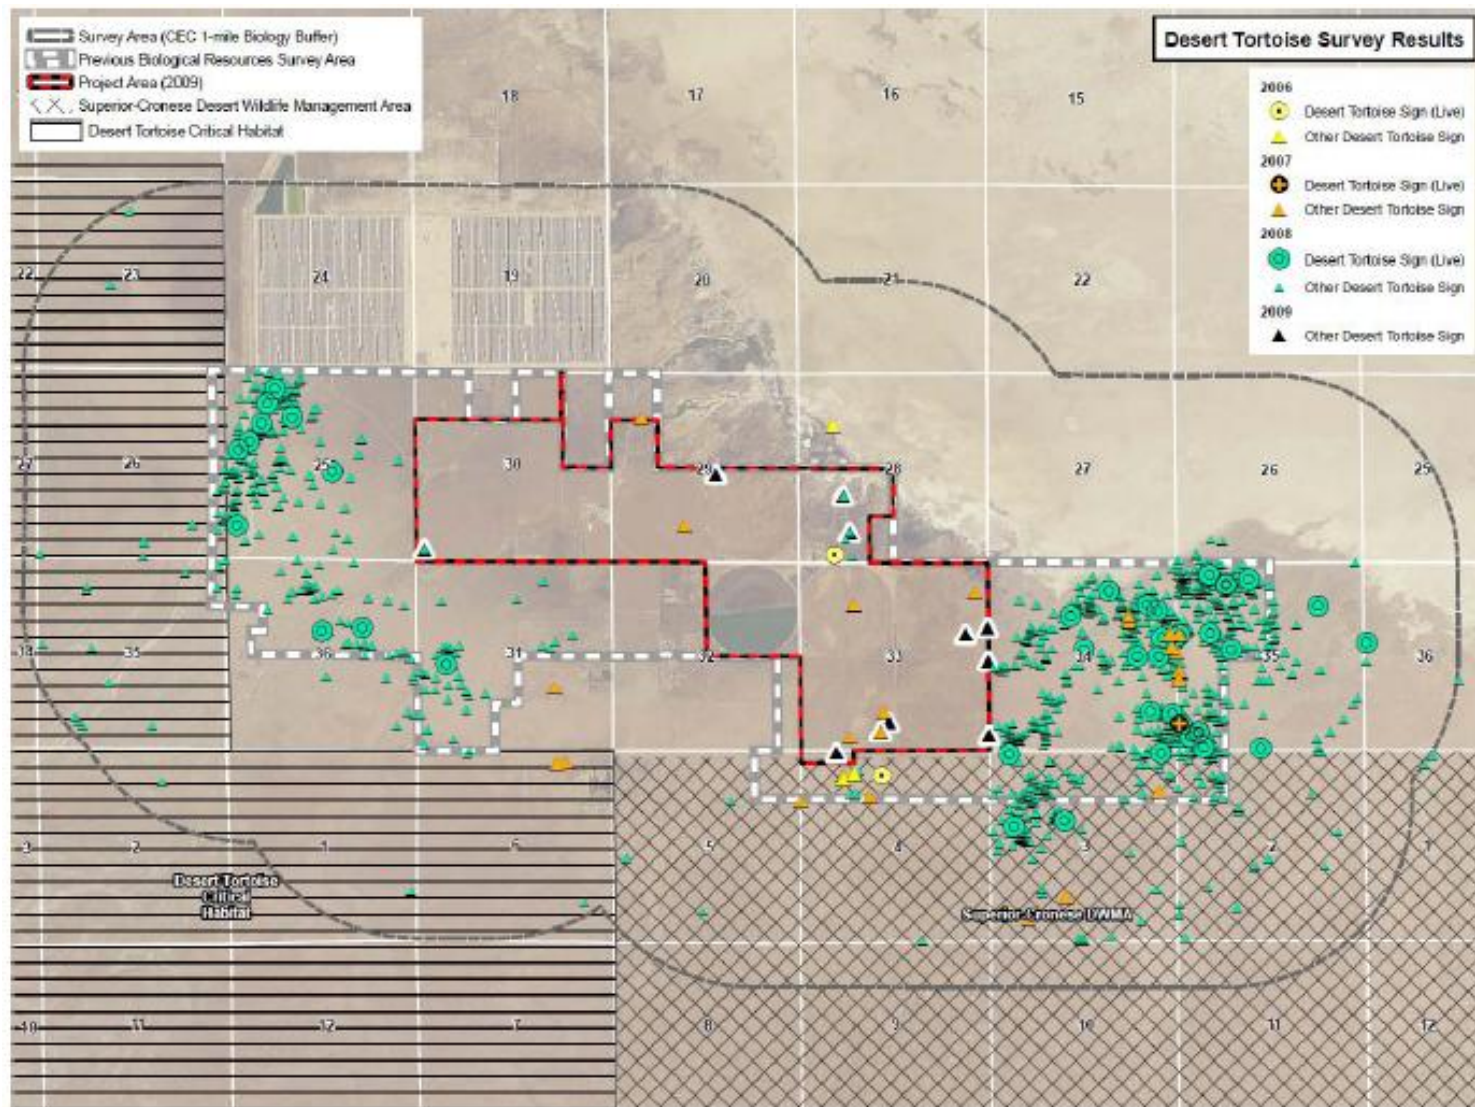 Survey Area (CEC 1-mile Biology Buffer)
Previous Biological Resources Survey Area
Project Area (2009)
Superior-Cronese Desert Wildlife Management Area
Desert Tortoise Critical Habitat
Desert Tortoise Survey Results
2006
Desert Tortoise Sign (Live)
Other Desert Tortoise Sign
2007
Desert Tortoise Sign (Live)
Other Desert Tortoise Sign
2008
Desert Tortoise Sign (Live)
Other Desert Tortoise Sign
2009
Other Desert Tortoise Sign
18 17 16 15
22 23 24 19 20 21 22
27 26 25 30 29 28 27 26 25
35 36 31 32 33 34 35 36
3 2 1 6 5 4 3 2 1
Desert Tortoise
Critical
Habitat
Superior-Cronese DWMA
10 11 12 7 8 9 10 11 12